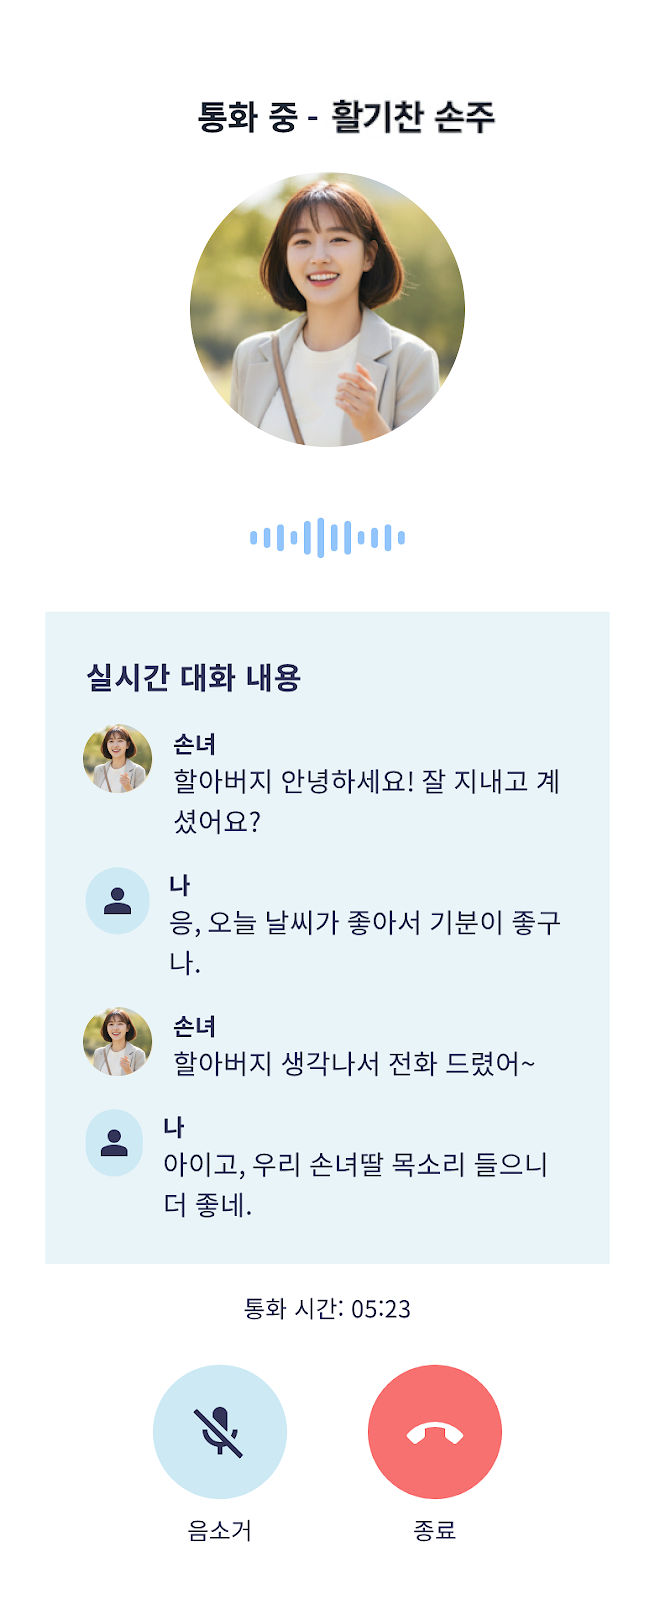 통화 중 - 활기찬 손주
실시간 대화 내용
손녀
할아버지 안녕하세요! 잘 지내고 계
셨어요?
나
응, 오늘 날씨가 좋아서 기분이 좋구
나.
손녀
할아버지 생각나서 전화 드렸어~
나
아이고, 우리 손녀딸 목소리 들으니
더 좋네.
통화 시간: 05:23
음소거
종료